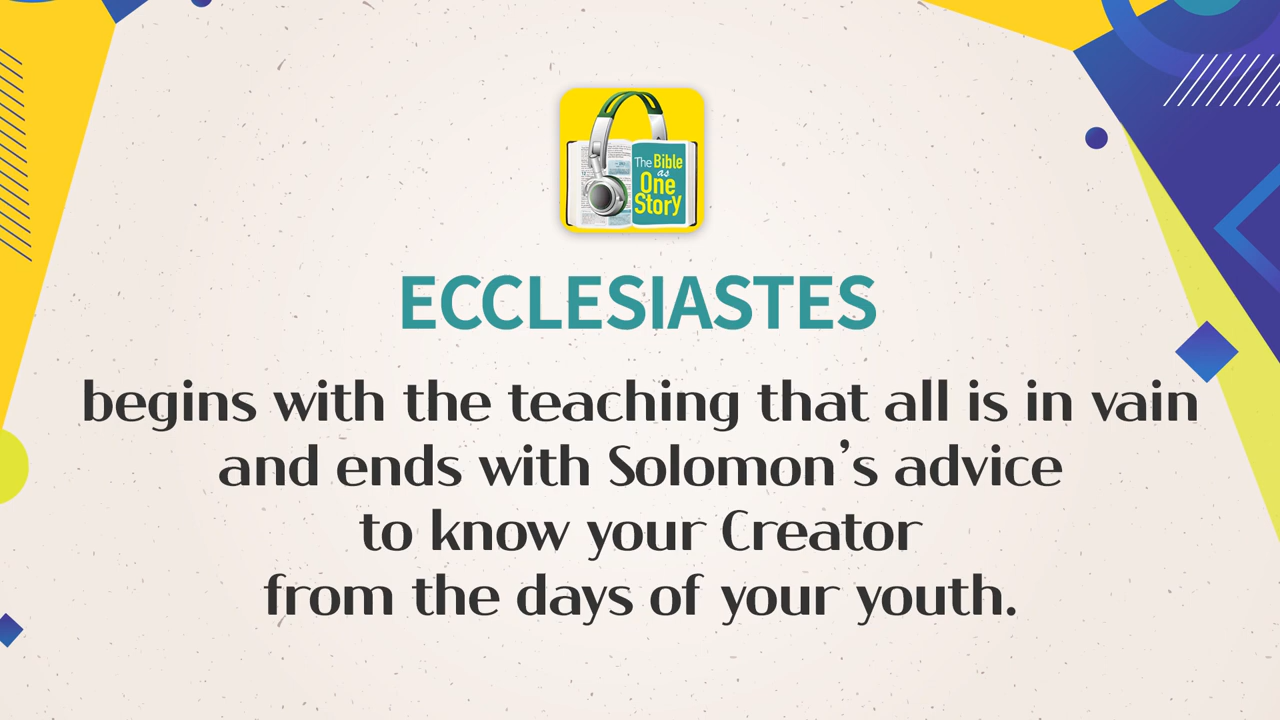 The Bible
as
One
Story
ECCLESIASTES
begins with the teaching that all is in vain
and ends with Solomon's advice
to know your Creator
from the days of your youth.